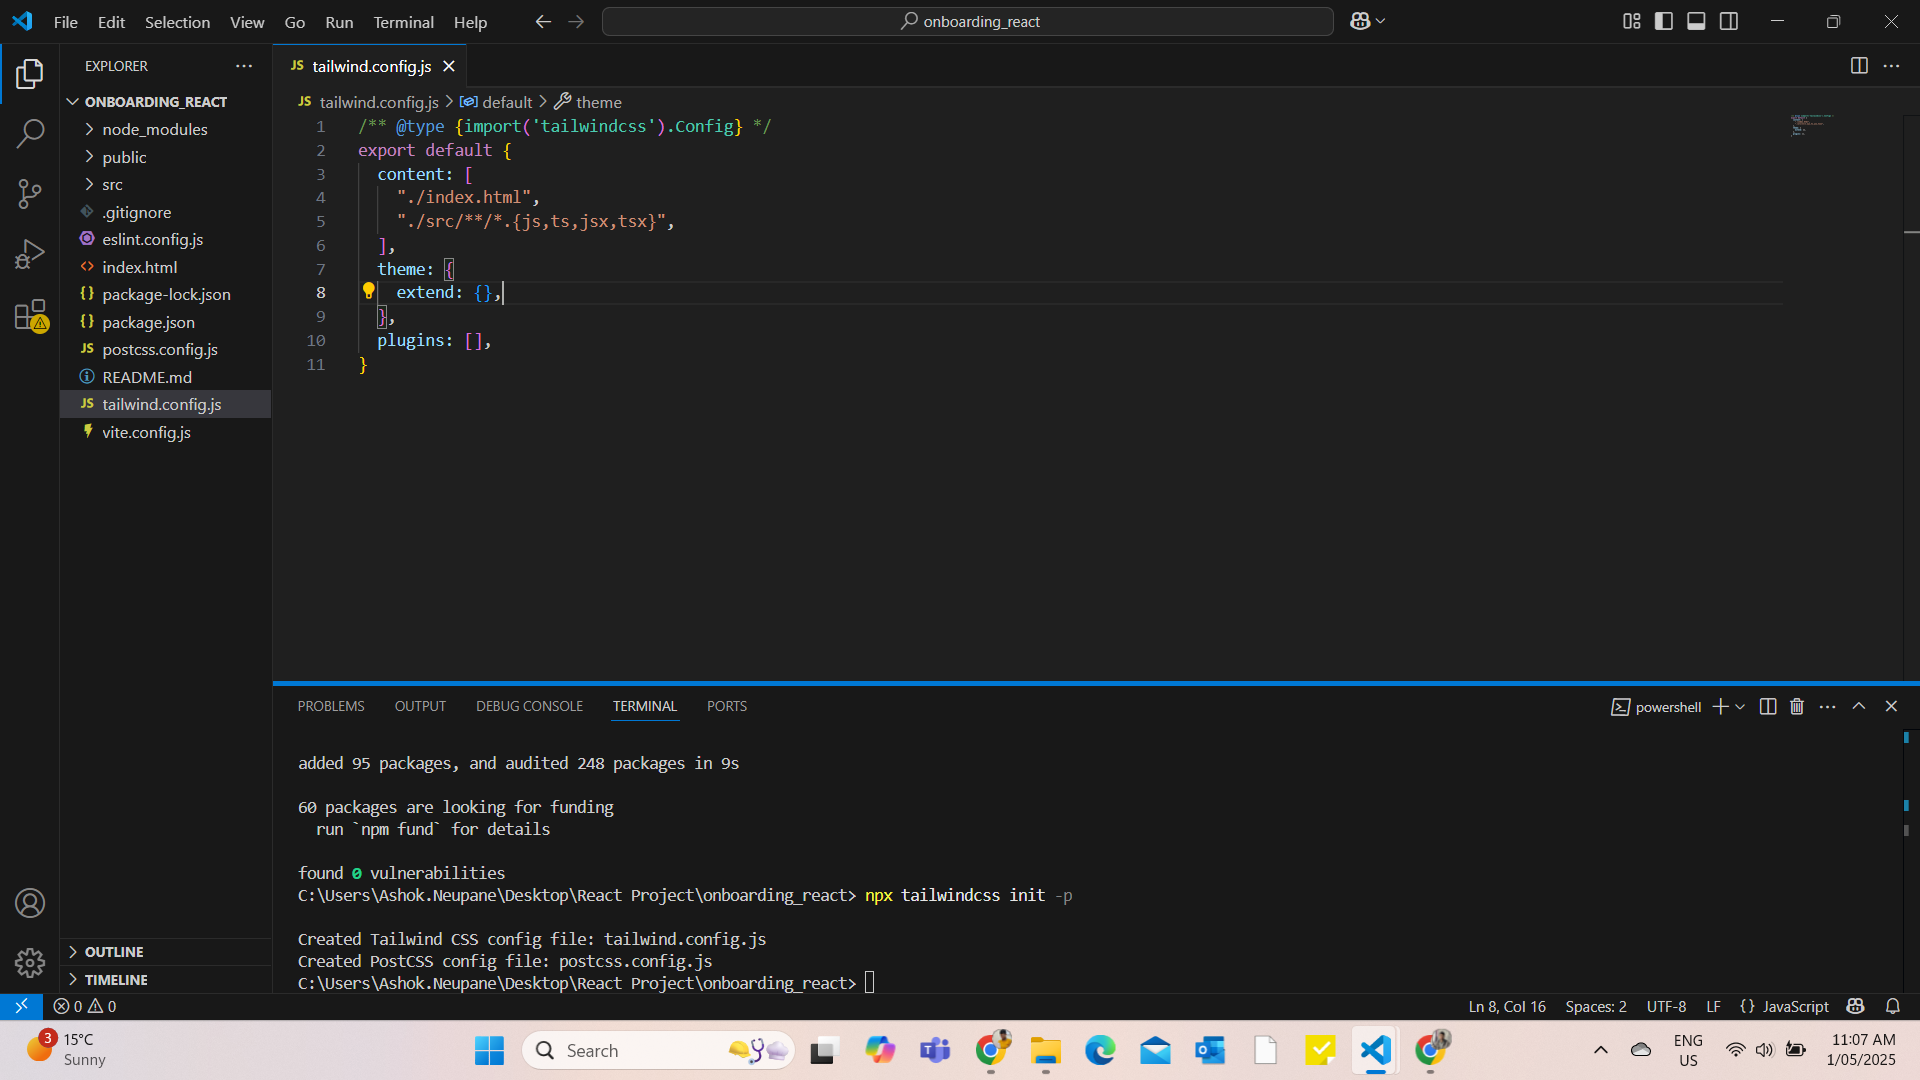 File Edit Selection View Go Run Terminal Help
onboarding_react
EXPLORER
ONBOARDING_REACT
node_modules
public
src
.gitignore
eslint.config.js
index.html
package-lock.json
package.json
postcss.config.js
README.md
tailwind.config.js
vite.config.js
OUTLINE
TIMELINE
JS tailwind.config.js
JS tailwind.config.js > default > theme
1 /** @type {import('tailwindcss').Config} */
2 export default {
3 content: [
4 "./index.html",
5 "./src/**/*.{js,ts,jsx,tsx}",
6 ],
7 theme: {
8 extend: {},
9 },
10 plugins: [],
11 }
PROBLEMS OUTPUT DEBUG CONSOLE TERMINAL PORTS
powershell
added 95 packages, and audited 248 packages in 9s
60 packages are looking for funding
run `npm fund` for details
found 0 vulnerabilities
C:\Users\Ashok.Neupane\Desktop\React Project\onboarding_react> npx tailwindcss init -p
Created Tailwind CSS config file: tailwind.config.js
Created PostCSS config file: postcss.config.js
C:\Users\Ashok.Neupane\Desktop\React Project\onboarding_react>
0 0
Ln 8, Col 16 Spaces: 2 UTF-8 LF {} JavaScript
3
15°C
Sunny
Search
ENG
US
11:07 AM
1/05/2025